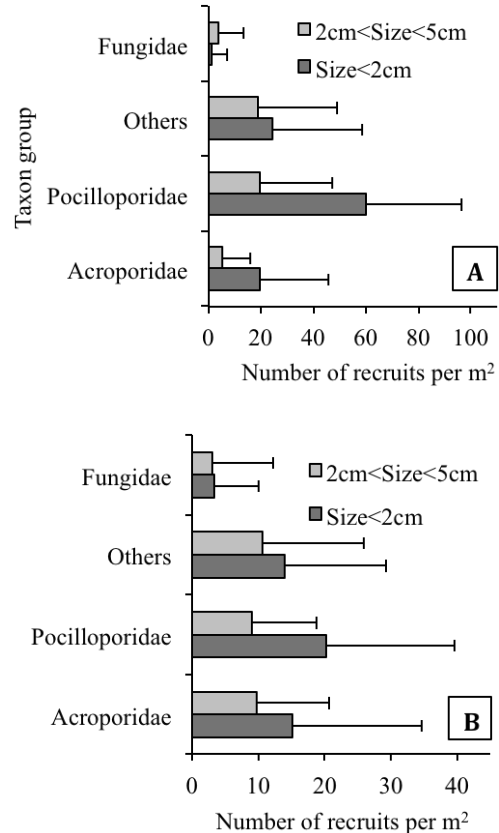 Taxon group
Fungidae
Others
Pocilloporidae
Acroporidae
2cm<Size<5cm
Size<2cm
A
0 20 40 60 80 100
Number of recruits per m²
Fungidae
Others
Pocilloporidae
Acroporidae
2cm<Size<5cm
Size<2cm
B
0 10 20 30 40
Number of recruits per m²